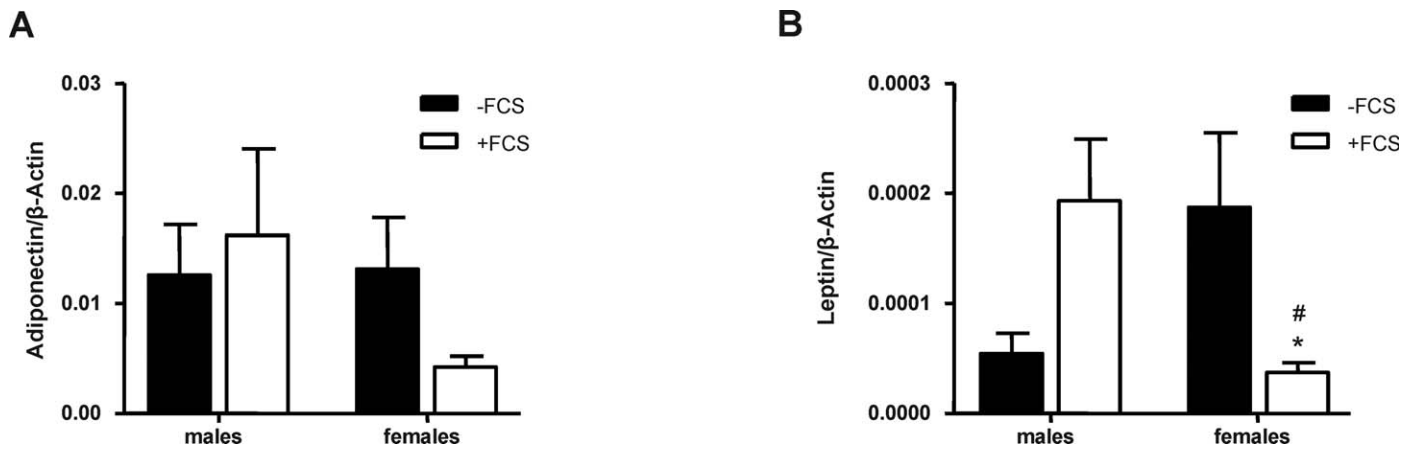 A
Adiponectin/β-Actin
0.03
0.02
0.01
0.00
-FCS
+FCS
males
females
B
Leptin/β-Actin
0.0003
0.0002
0.0001
0.0000
-FCS
+FCS
#
*
males
females